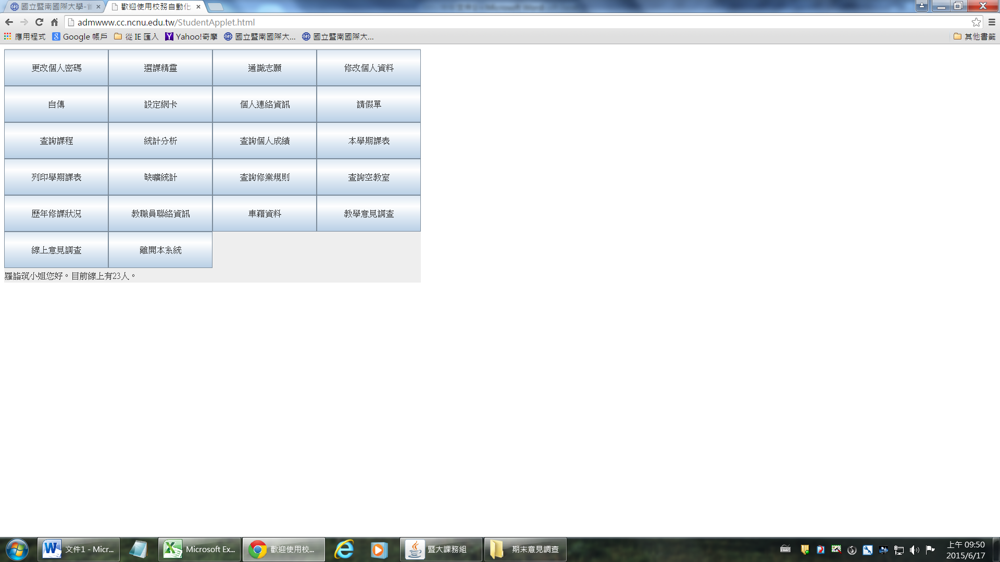 國立暨南國際大學-首
歡迎使用校務自動化
admwww.cc.ncnu.edu.tw/StudentApplet.html
應用程式 Google 帳戶 從 IE 匯入 Yahoo!奇摩 國立暨南國際大... 國立暨南國際大... 其他書籤
更改個人密碼 選課精靈 通識志願 修改個人資料
自傳 設定網卡 個人連絡資訊 請假單
查詢課程 統計分析 查詢個人成績 本學期課表
列印學期課表 缺曠統計 查詢修業規則 查詢空教室
歷年修課狀況 教職員聯絡資訊 車籍資料 教學意見調查
線上意見調查 離開本系統
羅詣筑小姐您好。目前線上有23人。
文件1 - Micr... Microsoft Ex... 歡迎使用校... 暨大課務組 期末意見調查
上午 09:50
2015/6/17